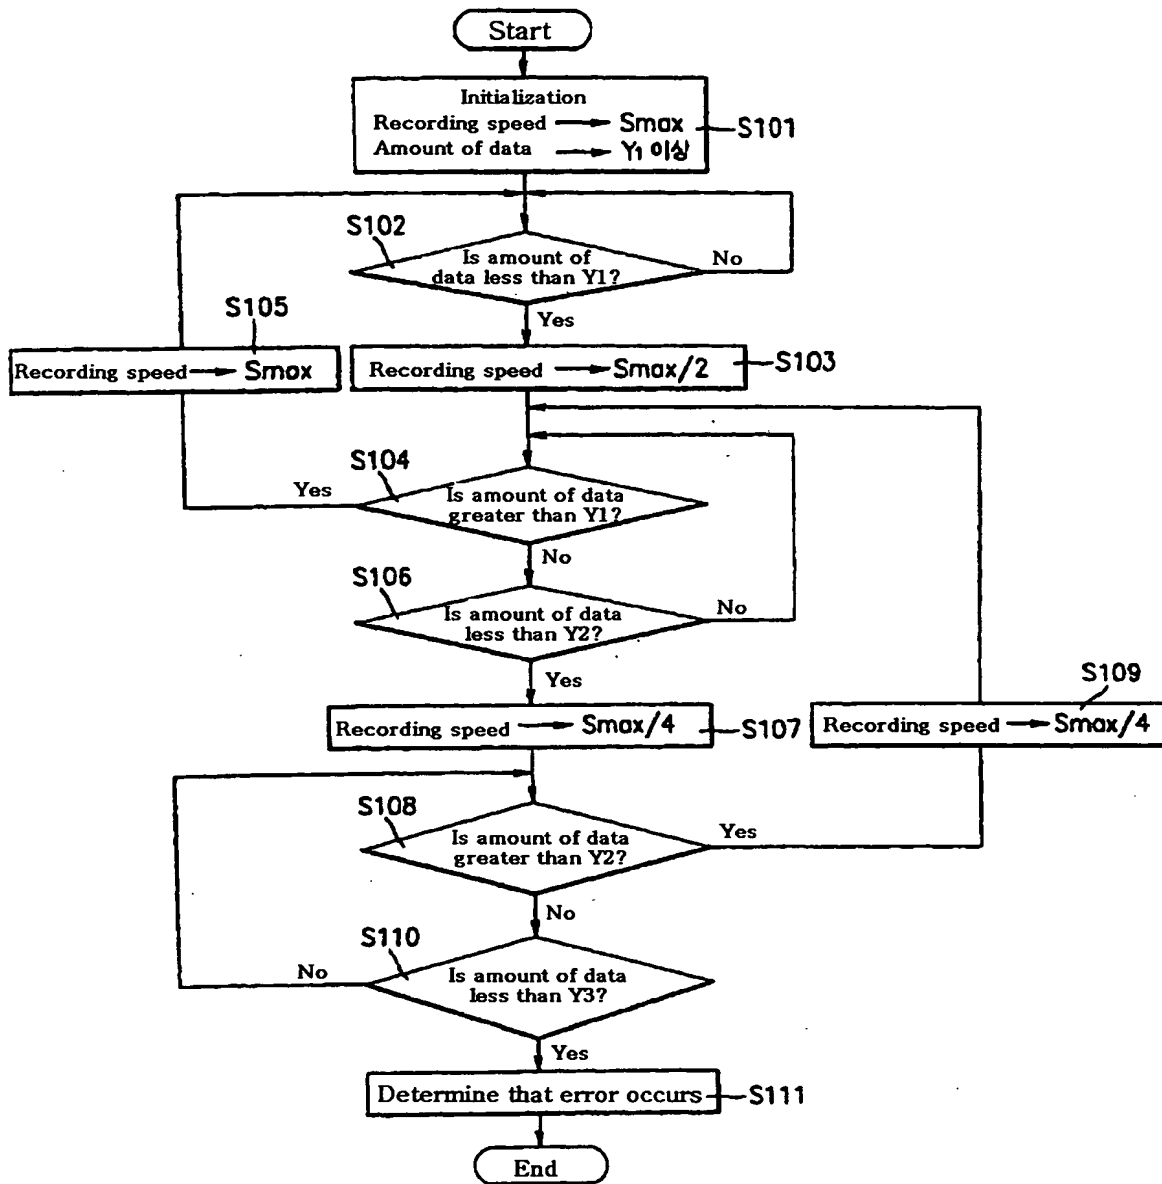 Start
Initialization
Recording speed → Smax
Amount of data → Y1 이상
S101
S102
Is amount of
data less than Y1?
No
Yes
S105
Recording speed → Smax
Recording speed → Smax/2
S103
S104
Yes
Is amount of data
greater than Y1?
No
S106
Is amount of data
less than Y2?
No
Yes
S109
Recording speed → Smax/4
S107
Recording speed → Smax/4
S108
Is amount of data
greater than Y2?
Yes
No
S110
No
Is amount of data
less than Y3?
Yes
Determine that error occurs
S111
End